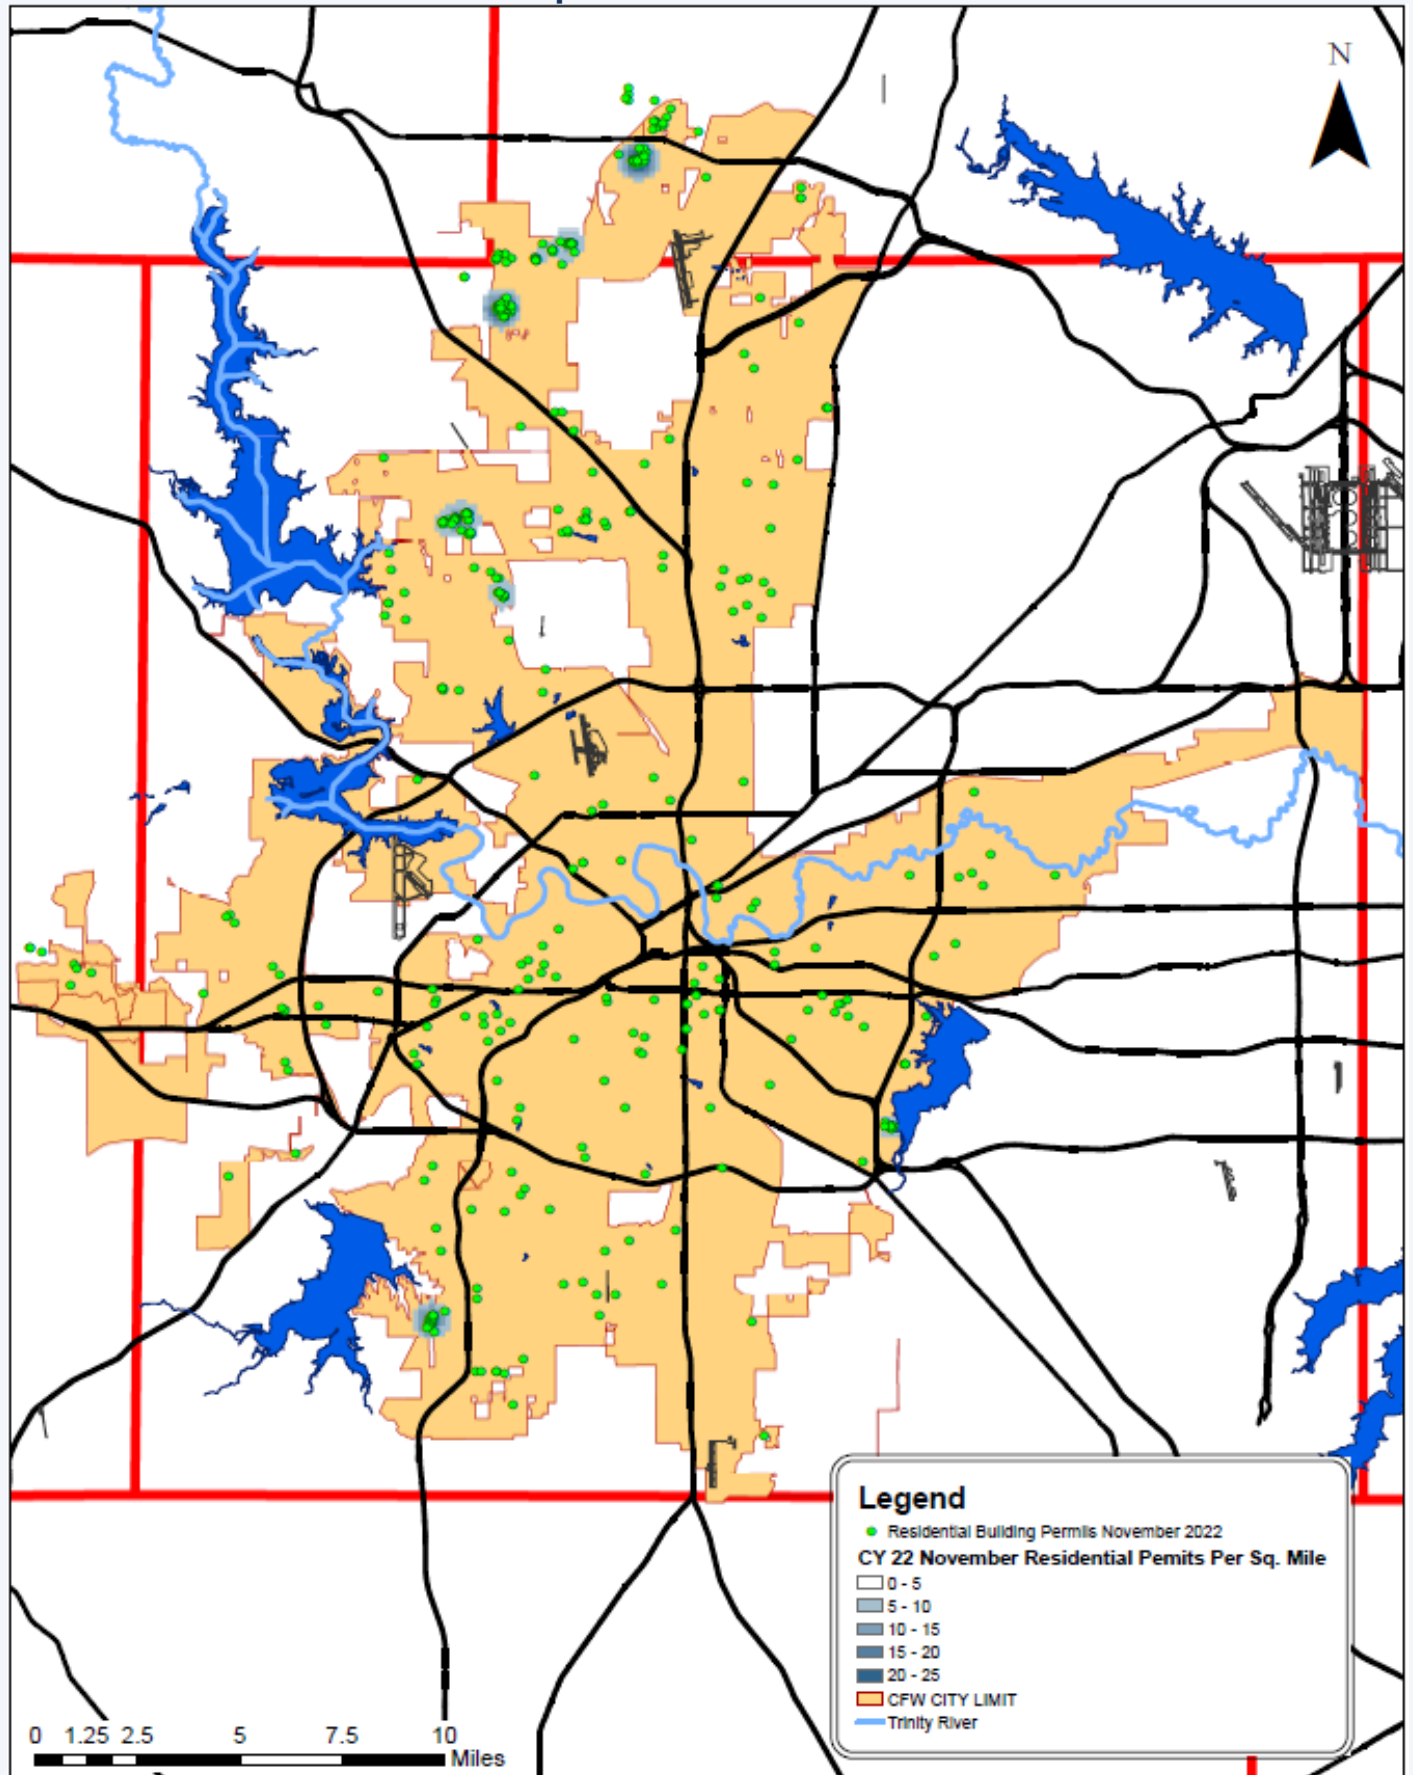 N
Legend
Residential Building Permits November 2022
CY 22 November Residential Pemits Per Sq. Mile
0 - 5
5 - 10
10 - 15
15 - 20
20 - 25
CFW CITY LIMIT
Trinity River
0 1.25 2.5 5 7.5 10
Miles